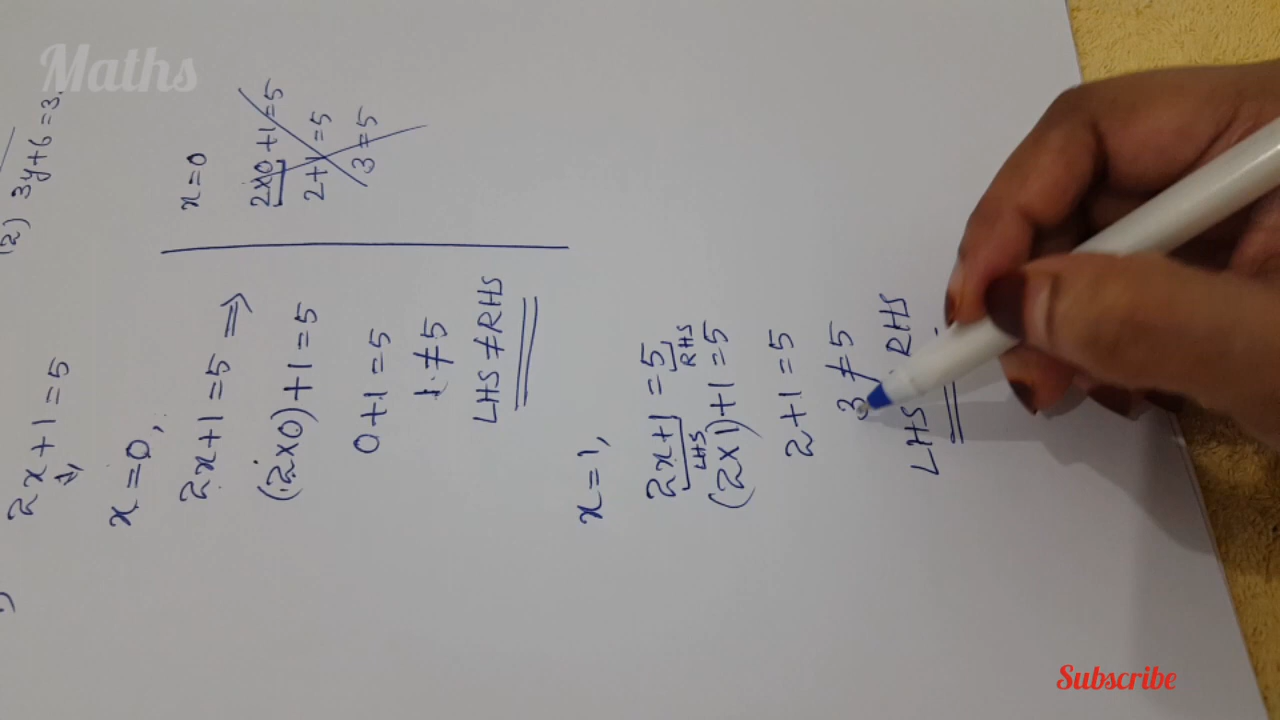 Maths
(2) 3y+6=3.
2x+1=5
x=0,
2x+1=5 ⇒
(2×0)+1=5
0+1=5
1≠5
LHS≠RHS
x=0
2×0+1=5
2+1=5
3=5
x=1,
2x+1=5
LHS RHS
(2×1)+1=5
2+1=5
3≠5
LHS RHS
Subscribe